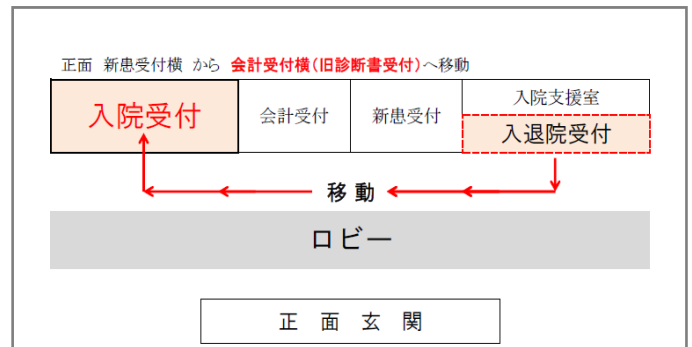 正面 新患受付横 から 会計受付横(旧診断書受付)へ移動
入院受付
会計受付
新患受付
入院支援室
入退院受付
移 動
ロビー
正 面 玄 関